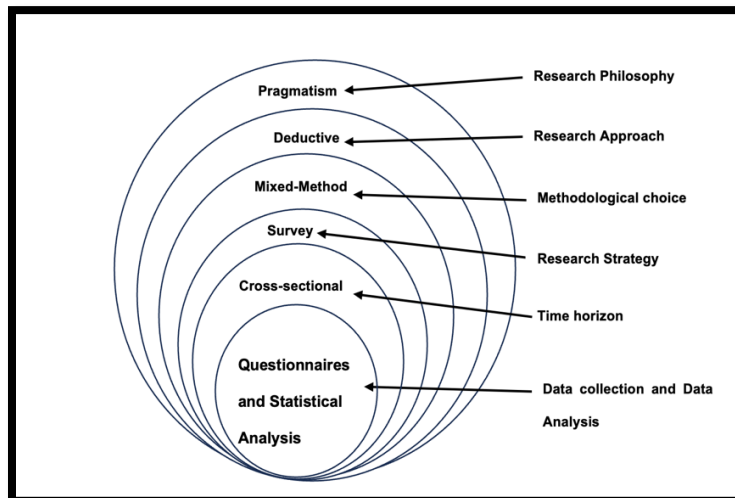 Pragmatism
Research Philosophy
Deductive
Research Approach
Mixed-Method
Methodological choice
Survey
Research Strategy
Cross-sectional
Time horizon
Questionnaires
and Statistical
Analysis
Data collection and Data
Analysis